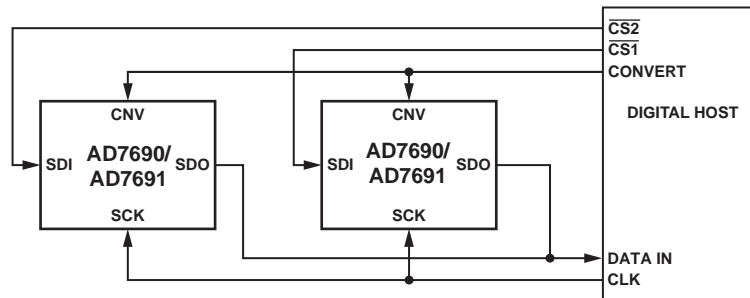 CS2
CS1
CONVERT
DIGITAL HOST
CNV
CNV
AD7690/
AD7691
SDI
SDO
SCK
AD7690/
AD7691
SDI
SDO
SCK
DATA IN
CLK